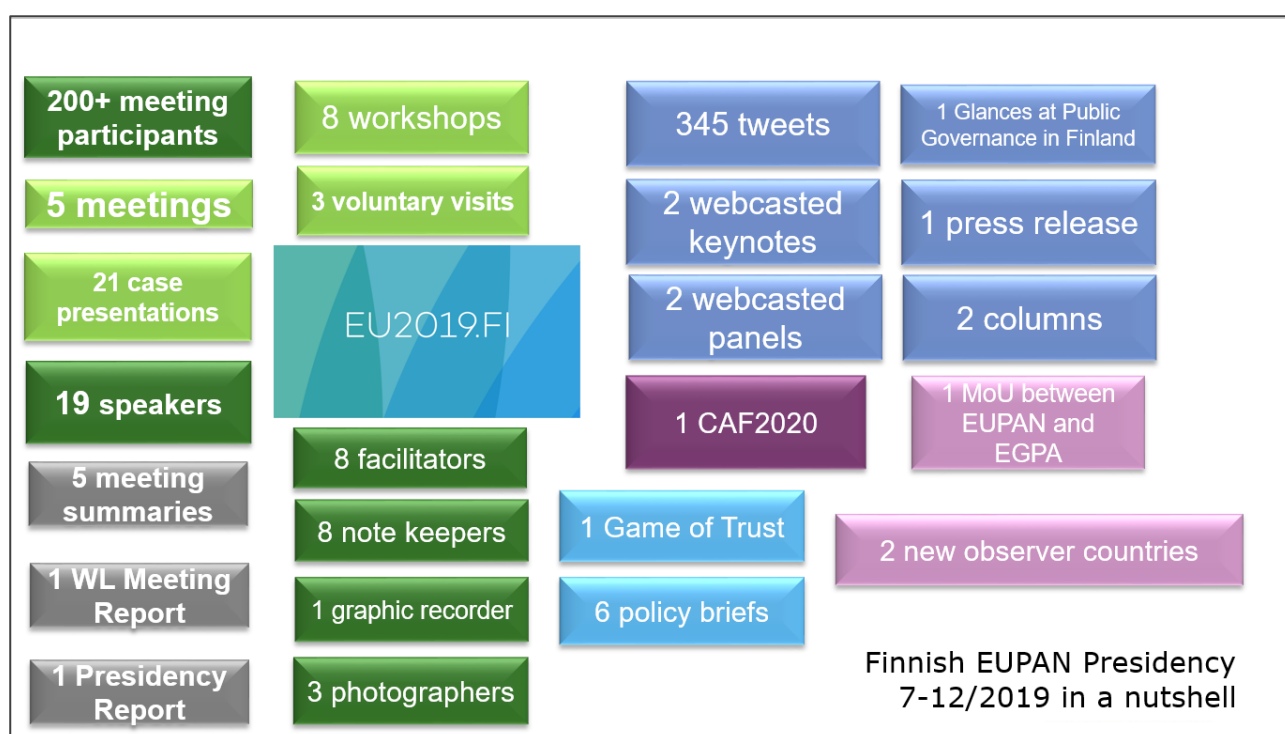 200+ meeting
participants
5 meetings
21 case
presentations
19 speakers
5 meeting
summaries
1 WL Meeting
Report
1 Presidency
Report
8 workshops
3 voluntary visits
EU2019.FI
8 facilitators
8 note keepers
1 graphic recorder
3 photographers
345 tweets
2 webcasted
keynotes
2 webcasted
panels
1 CAF2020
1 Game of Trust
6 policy briefs
1 Glances at Public
Governance in Finland
1 press release
2 columns
1 MoU between
EUPAN and
EGPA
2 new observer countries
Finnish EUPAN Presidency
7-12/2019 in a nutshell